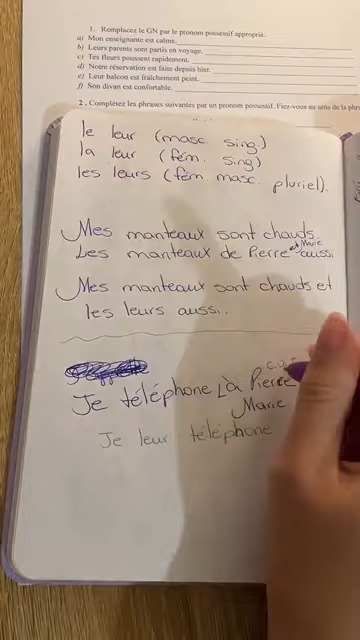 1. Remplacez le GN par le pronom possessif approprié.
a) Mon enseignante est calme.
b) Leurs parents sont partis en voyage.
c) Tes fleurs poussent rapidement.
d) Notre réservation est faite depuis hier.
e) Leur balcon est fraîchement peint.
f) Son divan est confortable.
2. Complétez les phrases suivantes par un pronom possessif. Fiez-vous au sens de la
le leur (masc. sing.)
la leur (fém. sing)
les leurs (fém. masc. pluriel).
Mes manteaux sont chauds.
Les manteaux de Pierre et Marie aussi
Mes manteaux sont chauds et
les leurs aussi.
Je téléphone à Pierre
Marie
Je leur téléphone